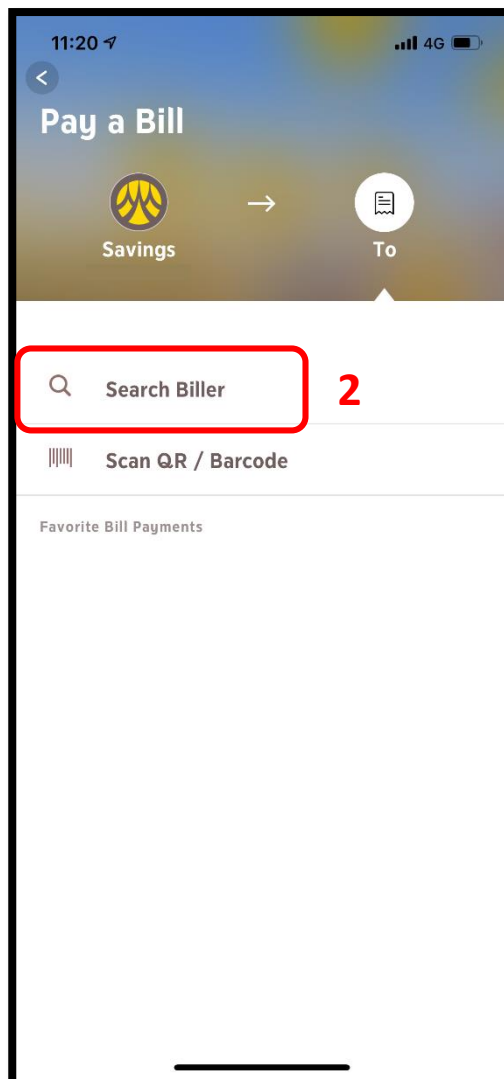 11:20
4G
Pay a Bill
Savings
To
Search Biller
2
Scan QR / Barcode
Favorite Bill Payments